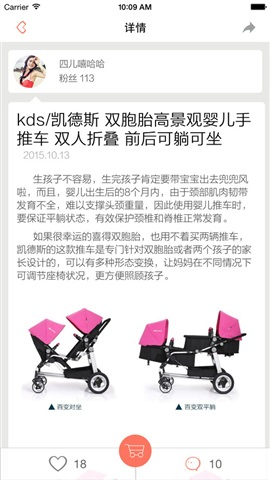 Carrier
10:09 AM
详情
四儿嘻哈哈
粉丝 113
kds/凯德斯 双胞胎高景观婴儿手
推车 双人折叠 前后可躺可坐
2015.10.13
生孩子不容易，生完孩子肯定要带宝宝出去兜兜风
啦，而且，婴儿出生后的8个月内，由于颈部肌肉韧带
发育不全，难以支撑头颈重量，因此使用婴儿推车时，
要保证平躺状态，有效保护颈椎和脊椎正常发育。
如果很幸运的喜得双胞胎，也用不着买两辆推车，
凯德斯的这款推车是专门针对双胞胎或者两个孩子的家
长设计的，可以有多种形态变换，让妈妈在不同情况下
可调节座椅状况，更方便照顾孩子。
▲ 百变对坐
▲ 百变双平躺
18
10